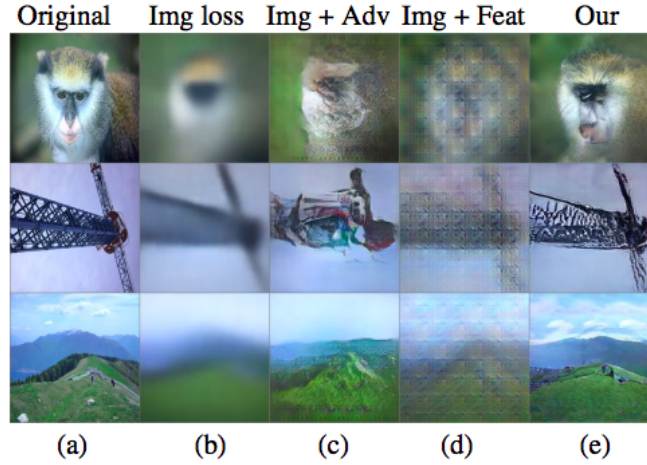 Original Img loss Img + Adv Img + Feat Our
(a) (b) (c) (d) (e)